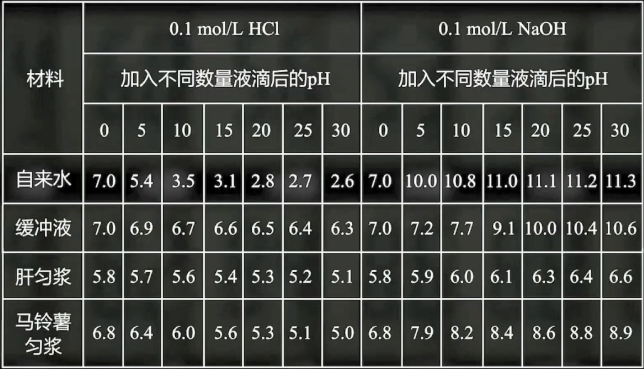 材料 0.1 mol/L HCl 0.1 mol/L NaOH
加入不同数量液滴后的pH 加入不同数量液滴后的pH
0 5 10 15 20 25 30 0 5 10 15 20 25 30
自来水 7.0 5.4 3.5 3.1 2.8 2.7 2.6 7.0 10.0 10.8 11.0 11.1 11.2 11.3
缓冲液 7.0 6.9 6.7 6.6 6.5 6.4 6.3 7.0 7.2 7.7 9.1 10.0 10.4 10.6
肝匀浆 5.8 5.7 5.6 5.4 5.3 5.2 5.1 5.8 5.9 6.0 6.1 6.3 6.4 6.6
马铃薯
匀浆 6.8 6.4 6.0 5.6 5.3 5.1 5.0 6.8 7.9 8.2 8.4 8.6 8.8 8.9